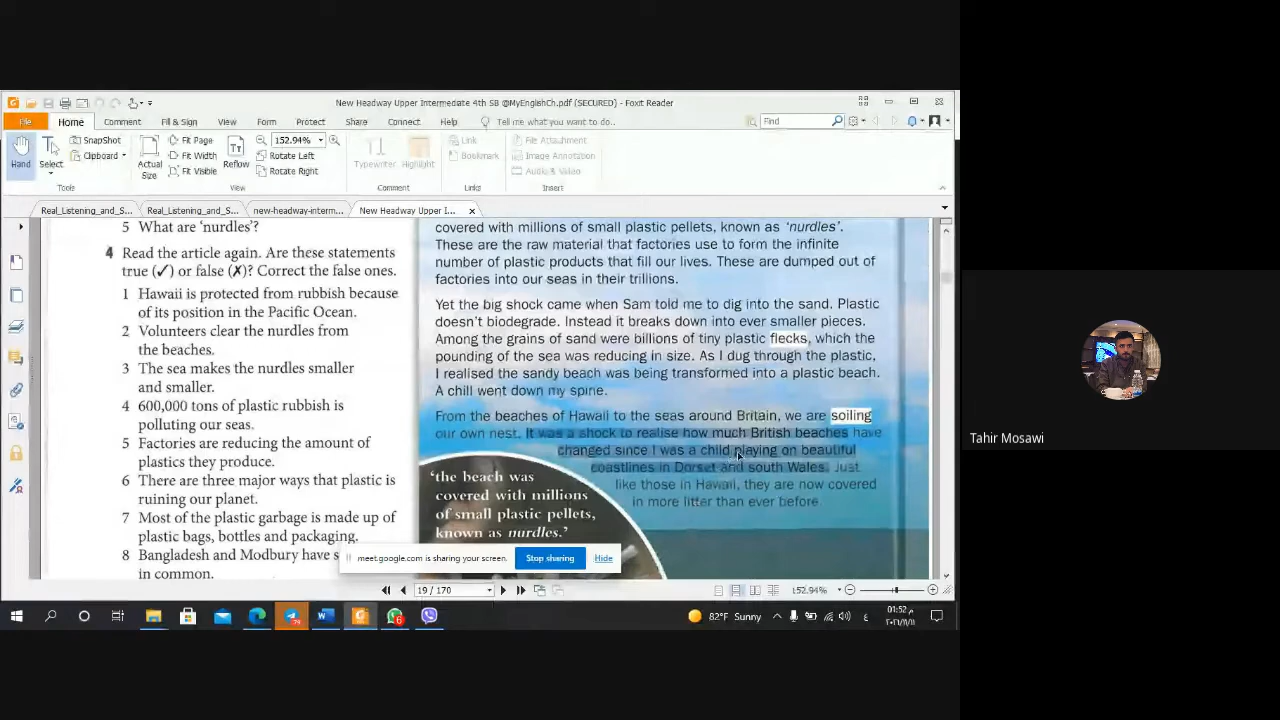 New Headway Upper Intermediate 4th SB @MyEnglishCh.pdf (SECURED) - Foxit Reader
File
Home
Comment
Fill & Sign
View
Form
Protect
Share
Connect
Help
Tell me what you want to do..
Find
Hand
Select
SnapShot
Clipboard
Actual
Size
Fit Page
Fit Width
Fit Visible
Reflow
152.94%
Rotate Left
Rotate Right
Typewriter
Highlight
Link
Bookmark
File Attachment
Image Annotation
Audio & Video
Tools
View
Comment
Links
Insert
Real_Listening_and_S...
Real_Listening_and_S...
new-headway-interm...
New Headway Upper I...
5 What are 'nurdles'?
4 Read the article again. Are these statements
true (✓) or false (✗)? Correct the false ones.
1 Hawaii is protected from rubbish because
of its position in the Pacific Ocean.
2 Volunteers clear the nurdles from
the beaches.
3 The sea makes the nurdles smaller
and smaller.
4 600,000 tons of plastic rubbish is
polluting our seas.
5 Factories are reducing the amount of
plastics they produce.
6 There are three major ways that plastic is
ruining our planet.
7 Most of the plastic garbage is made up of
plastic bags, bottles and packaging.
8 Bangladesh and Modbury have s
in common.
covered with millions of small plastic pellets, known as 'nurdles'.
These are the raw material that factories use to form the infinite
number of plastic products that fill our lives. These are dumped out of
factories into our seas in their trillions.
Yet the big shock came when Sam told me to dig into the sand. Plastic
doesn't biodegrade. Instead it breaks down into ever smaller pieces.
Among the grains of sand were billions of tiny plastic flecks, which the
pounding of the sea was reducing in size. As I dug through the plastic,
I realised the sandy beach was being transformed into a plastic beach.
A chill went down my spine.
From the beaches of Hawaii to the seas around Britain, we are soiling
our own nest. It was a shock to realise how much British beaches have
changed since I was a child playing on beautiful
coastlines in Dorset and south Wales. Just
like those in Hawaii, they are now covered
in more litter than ever before
'the beach was
covered with millions
of small plastic pellets,
known as nurdles.'
meet.google.com is sharing your screen.
Stop sharing
Hide
19 / 170
152.94%
82°F Sunny
ع
م 01:52
Tahir Mosawi